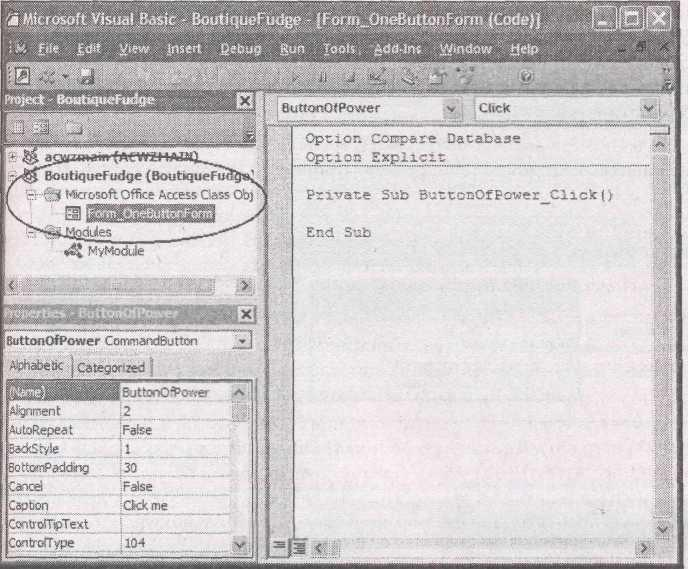 Microsoft Visual Basic - BoutiqueFudge - [Form_OneButtonForm (Code)]
File Edit View Insert Debug Run Tools Add-Ins Window Help
Project - BoutiqueFudge
acwzmain (ACWZMAIN)
BoutiqueFudge (BoutiqueFudge)
Microsoft Office Access Class Obj
Form_OneButtonForm
Modules
MyModule
Properties - ButtonOfPower
ButtonOfPower CommandButton
Alphabetic Categorized
(Name) ButtonOfPower
Alignment 2
AutoRepeat False
BackStyle 1
BottomPadding 30
Cancel False
Caption Click me
ControlTipText
ControlType 104
ButtonOfPower Click
Option Compare Database
Option Explicit
Private Sub ButtonOfPower_Click()
End Sub